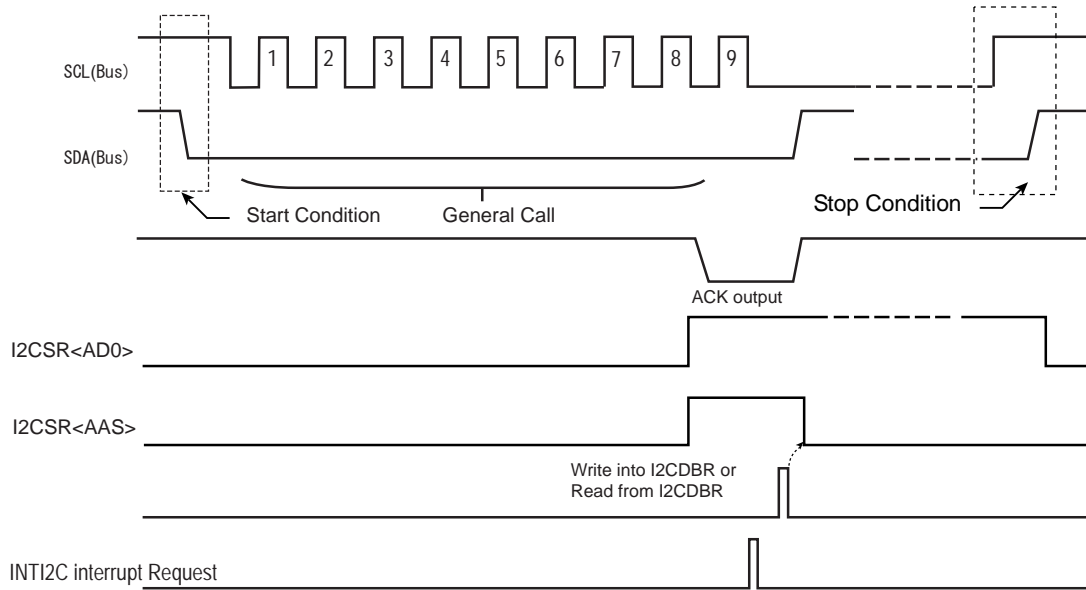 SCL(Bus)
1 2 3 4 5 6 7 8 9
SDA(Bus)
Start Condition
General Call
Stop Condition
ACK output
I2CSR<AD0>
I2CSR<AAS>
Write into I2CDBR or
Read from I2CDBR
INTI2C interrupt Request